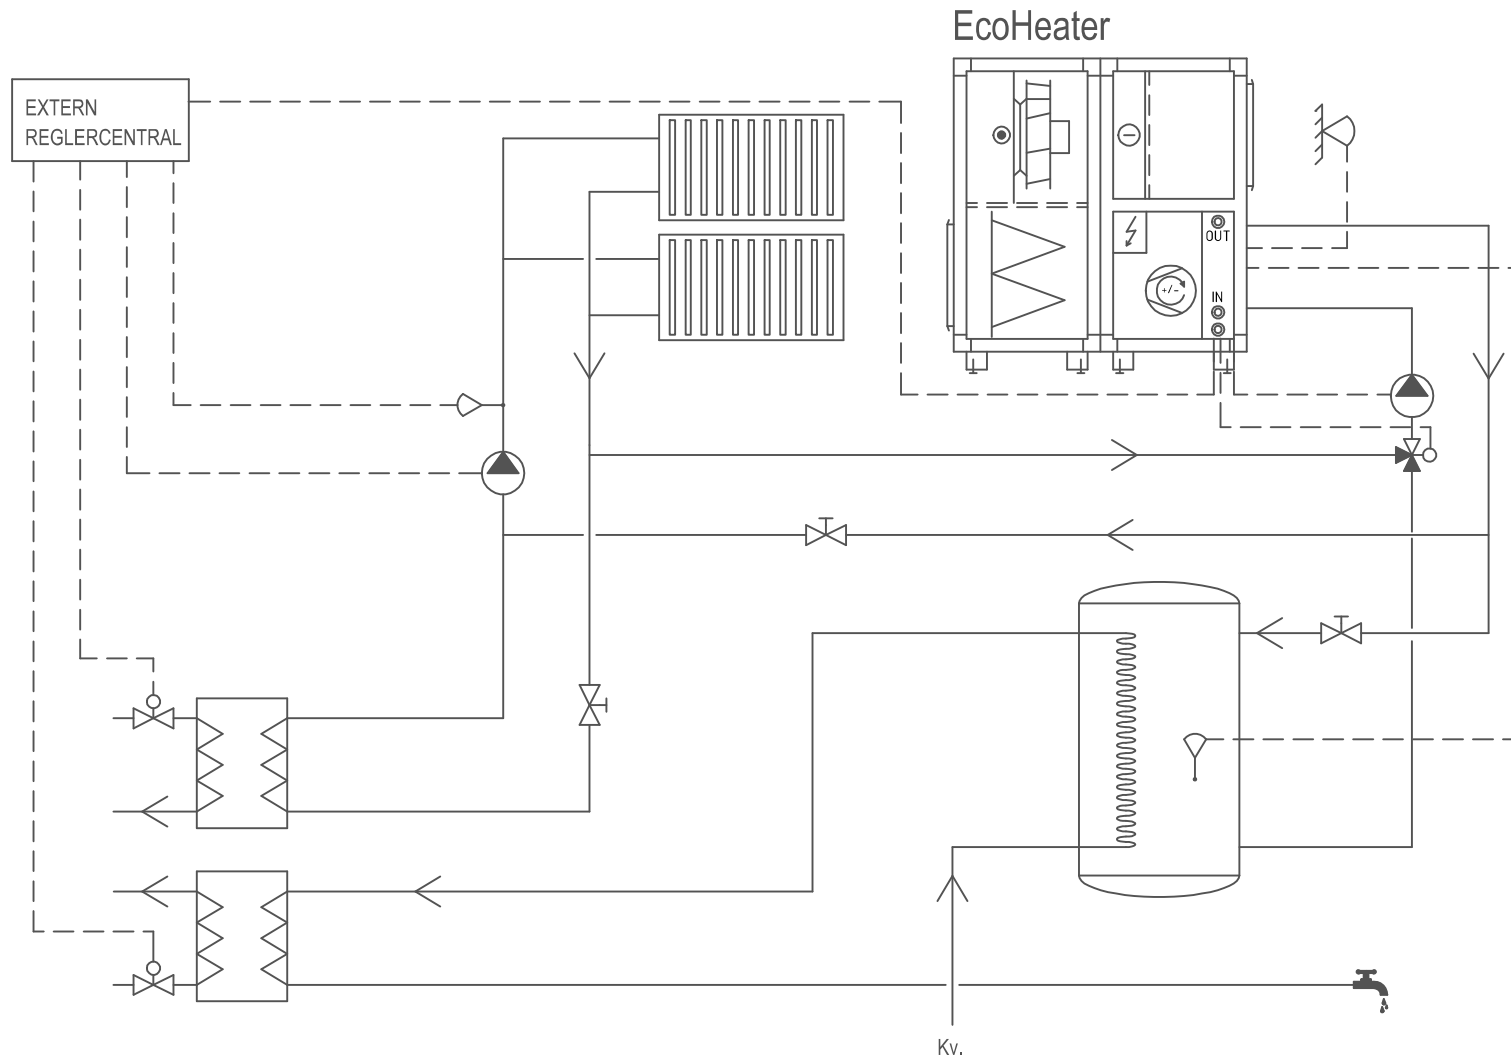 EcoHeater
EXTERN
REGLERCENTRAL
OUT
+/-
IN
Kv.